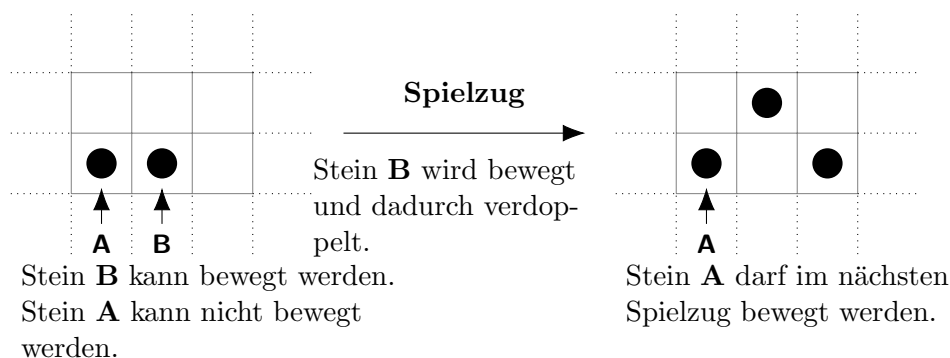 Spielzug
Stein B wird bewegt
und dadurch verdop-
pelt.
A B
Stein B kann bewegt werden.
Stein A kann nicht bewegt
werden.
A
Stein A darf im nächsten
Spielzug bewegt werden.